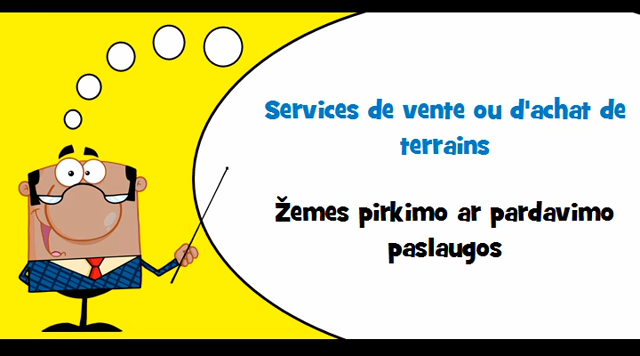 Services de vente ou d'achat de
terrains
Žemes pirkimo ar pardavimo
paslaugos